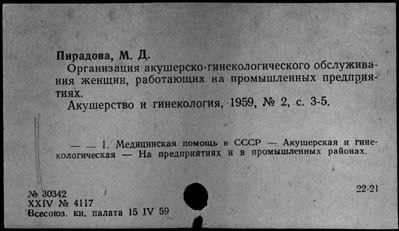 Пирадова, М. Д.
Организация акушерско-гинекологического обслужива-
ния женщин, работающих на промышленных предприя-
тиях.
Акушерство и гинекология, 1959, № 2, с. 3-5.
— — 1. Медицинская помощь в СССР — Акушерская и гине-
кологическая — На предприятиях и в промышленных районах.
№ 30342
22-21
XXIV № 4117
Всесоюз. кн. палата 15 IV 59